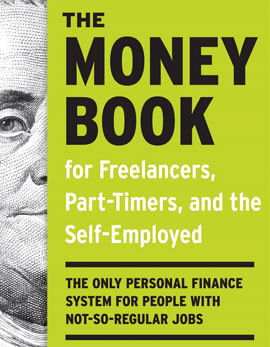 THE
MONEY
BOOK
for Freelancers,
Part-Timers, and the
Self-Employed
THE ONLY PERSONAL FINANCE
SYSTEM FOR PEOPLE WITH
NOT-SO-REGULAR JOBS